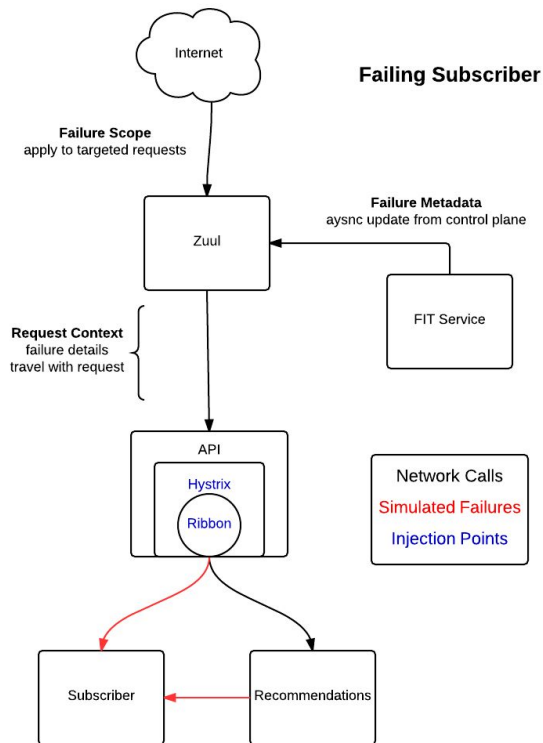 Internet
Failing Subscriber
Failure Scope
apply to targeted requests
Failure Metadata
aysnc update from control plane
Zuul
FIT Service
Request Context
failure details
travel with request
API
Hystrix
Ribbon
Network Calls
Simulated Failures
Injection Points
Subscriber
Recommendations